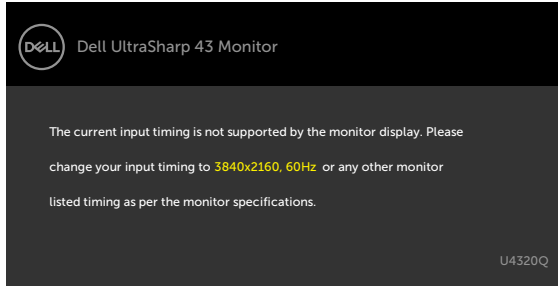 DELL
Dell UltraSharp 43 Monitor
The current input timing is not supported by the monitor display. Please
change your input timing to 3840x2160, 60Hz or any other monitor
listed timing as per the monitor specifications.
U4320Q